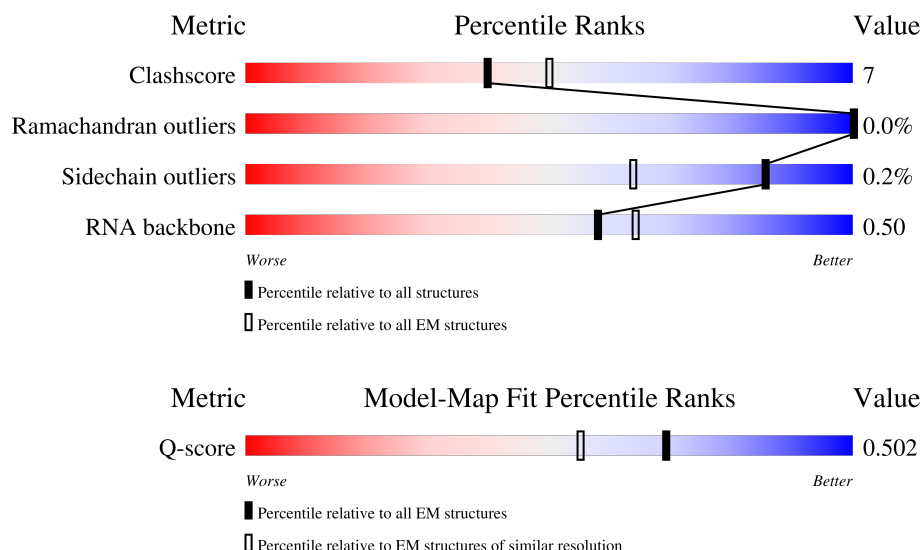 Metric Percentile Ranks Value
Clashscore 7
Ramachandran outliers 0.0%
Sidechain outliers 0.2%
RNA backbone 0.50
Worse Better
Percentile relative to all structures
Percentile relative to all EM structures
Metric Model-Map Fit Percentile Ranks Value
Q-score 0.502
Worse Better
Percentile relative to all EM structures
Percentile relative to EM structures of similar resolution